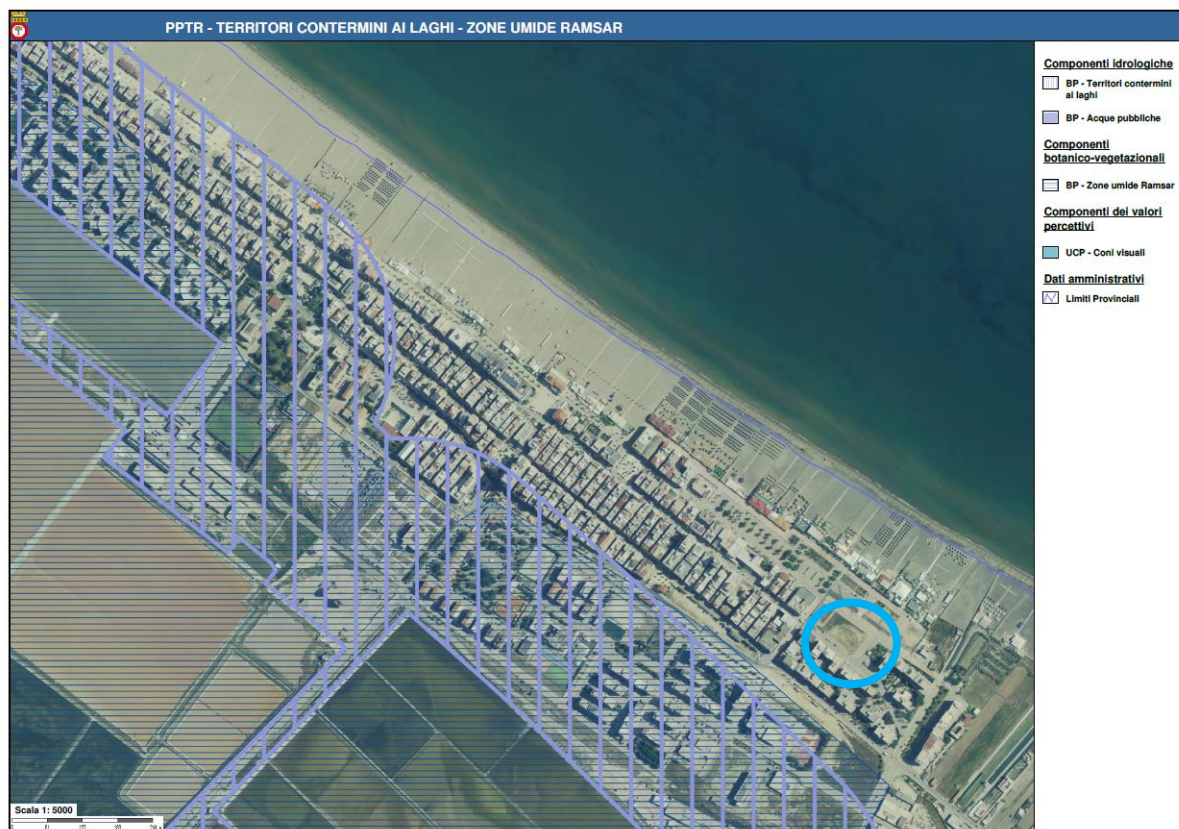 PPTR - TERRITORI CONTERMINI AI LAGHI - ZONE UMIDE RAMSAR
Componenti idrologiche
BP - Territori contermini
ai laghi
BP - Acque pubbliche
Componenti
botanico-vegetazionali
BP - Zone umide Ramsar
Componenti dei valori
percettivi
UCP - Coni visuali
Dati amministrativi
Limiti Provinciali
Scala 1: 5000